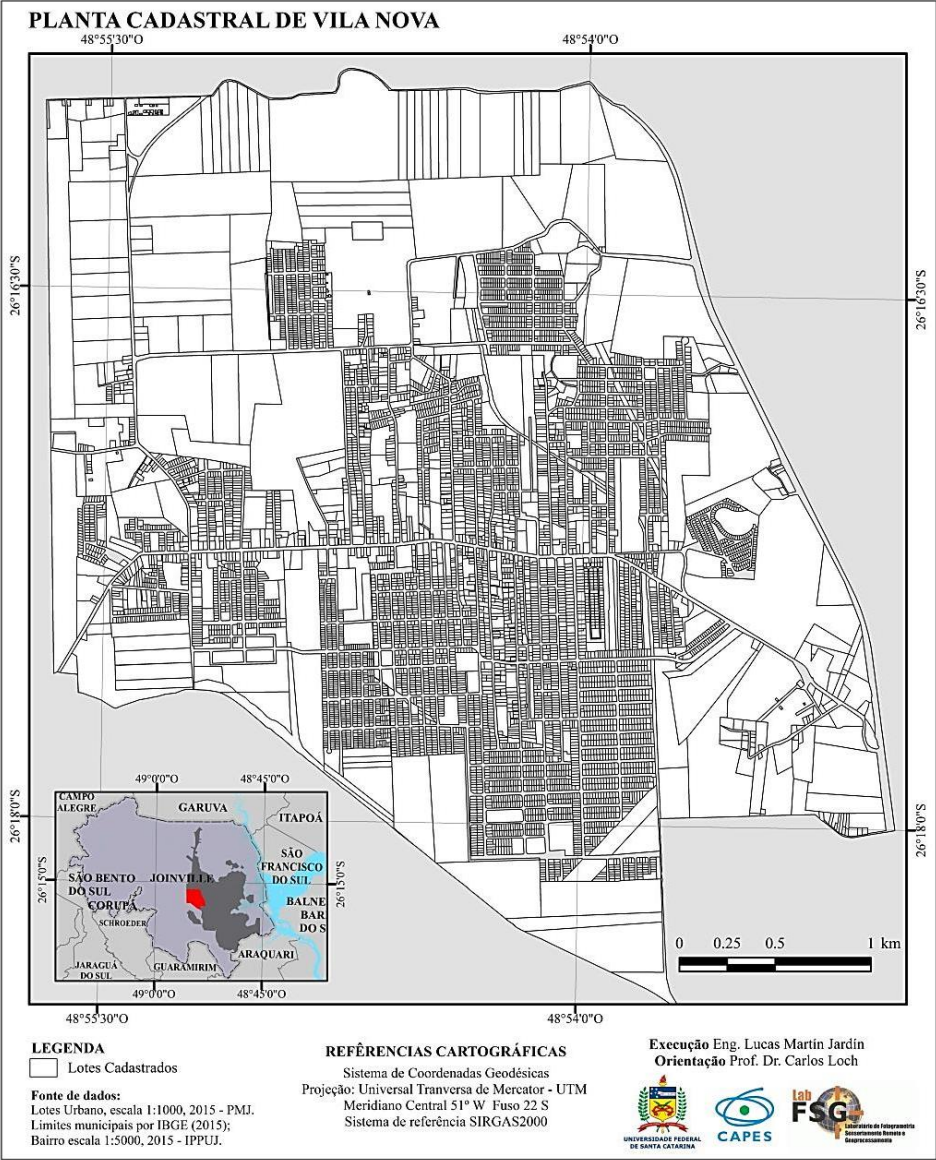 PLANTA CADASTRAL DE VILA NOVA
48°55'30"O
48°54'0"O
26°16'30"S
26°16'30"S
49°0'0"O
48°45'0"O
CAMPO
ALEGRE
GARUVA
ITAPOÁ
26°18'0"S
26°18'0"S
SÃO
FRANCISCO
DO SUL
SÃO BENTO
DO SUL
JOINVILLE
26°15'0"S
26°15'0"S
CORUPÁ
BALNE
BAR
DO S
SCHROEDER
ARAQUARI
JARAGUÁ
DO SUL
GUARAMIRIM
0 0.25 0.5 1 km
49°0'0"O
48°45'0"O
48°55'30"O
48°54'0"O
LEGENDA
Lotes Cadastrados
Fonte de dados:
Lotes Urbano, escala 1:1000, 2015 - PMJ.
Limites municipais por IBGE (2015);
Bairro escala 1:5000, 2015 - IPPUJ.
REFÊRENCIAS CARTOGRÁFICAS
Sistema de Coordenadas Geodésicas
Projeção: Universal Tranversa de Mercator - UTM
Meridiano Central 51º W Fuso 22 S
Sistema de referência SIRGAS2000
Execução Eng. Lucas Martín Jardín
Orientação Prof. Dr. Carlos Loch
UNIVERSIDADE FEDERAL
DE SANTA CATARINA
CAPES
Lab
FSG
Laboratório de Fotogrametria
Sensoriamento Remoto e
Geoprocessamento